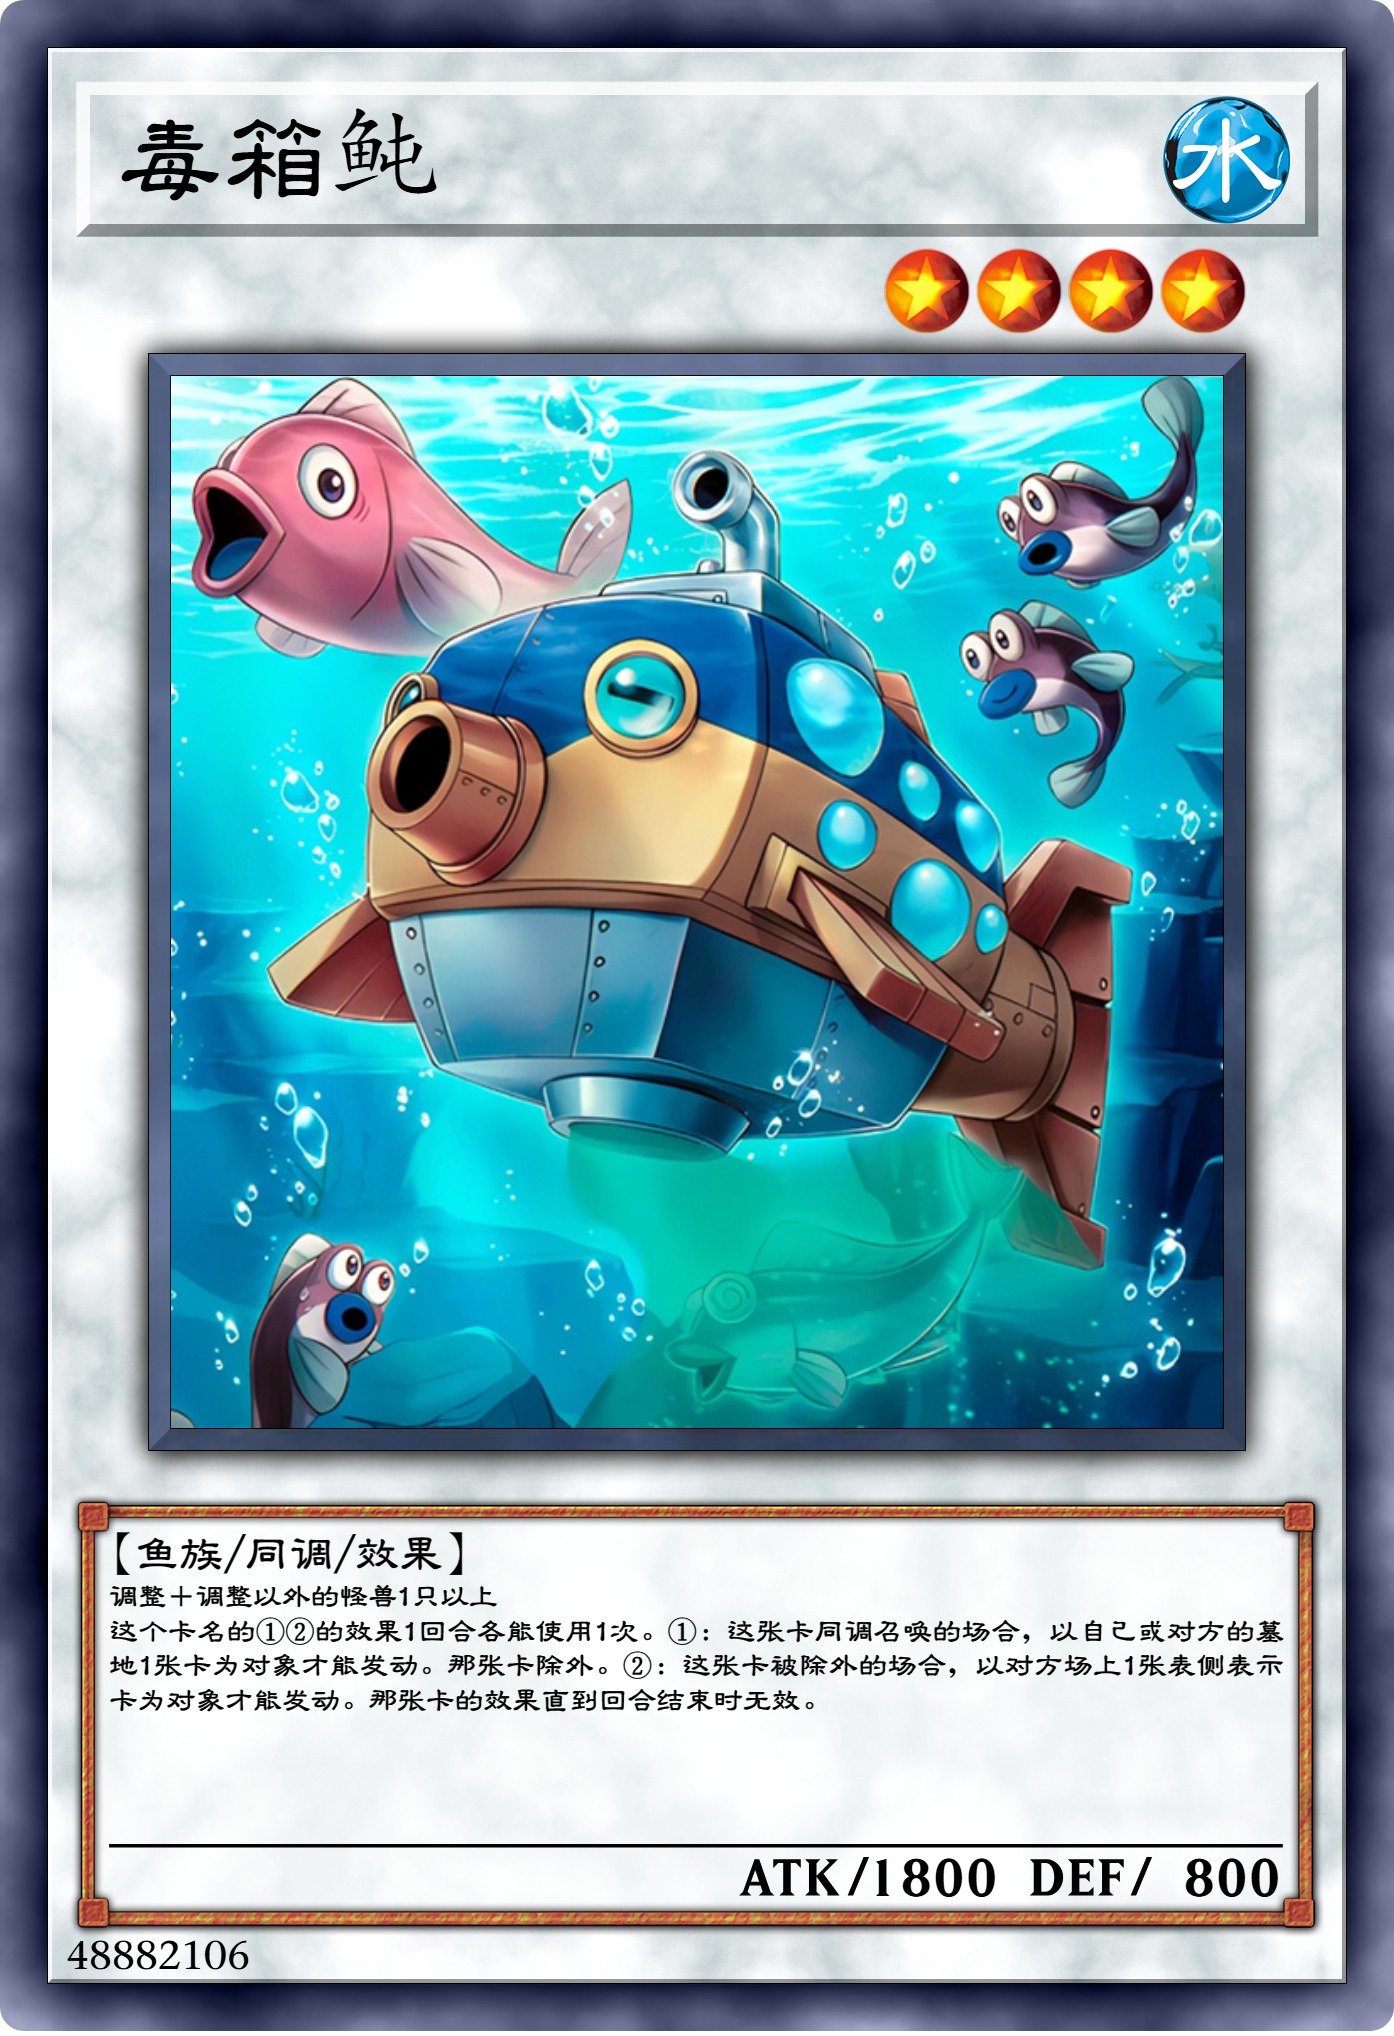 毒箱魨
水
【鱼族/同调/效果】
调整＋调整以外的怪兽1只以上
这个卡名的①②的效果1回合各能使用1次。①：这张卡同调召唤的场合，以自己或对方的墓
地1张卡为对象才能发动。那张卡除外。②：这张卡被除外的场合，以对方场上1张表侧表示
卡为对象才能发动。那张卡的效果直到回合结束时无效。
ATK/1800 DEF/ 800
48882106